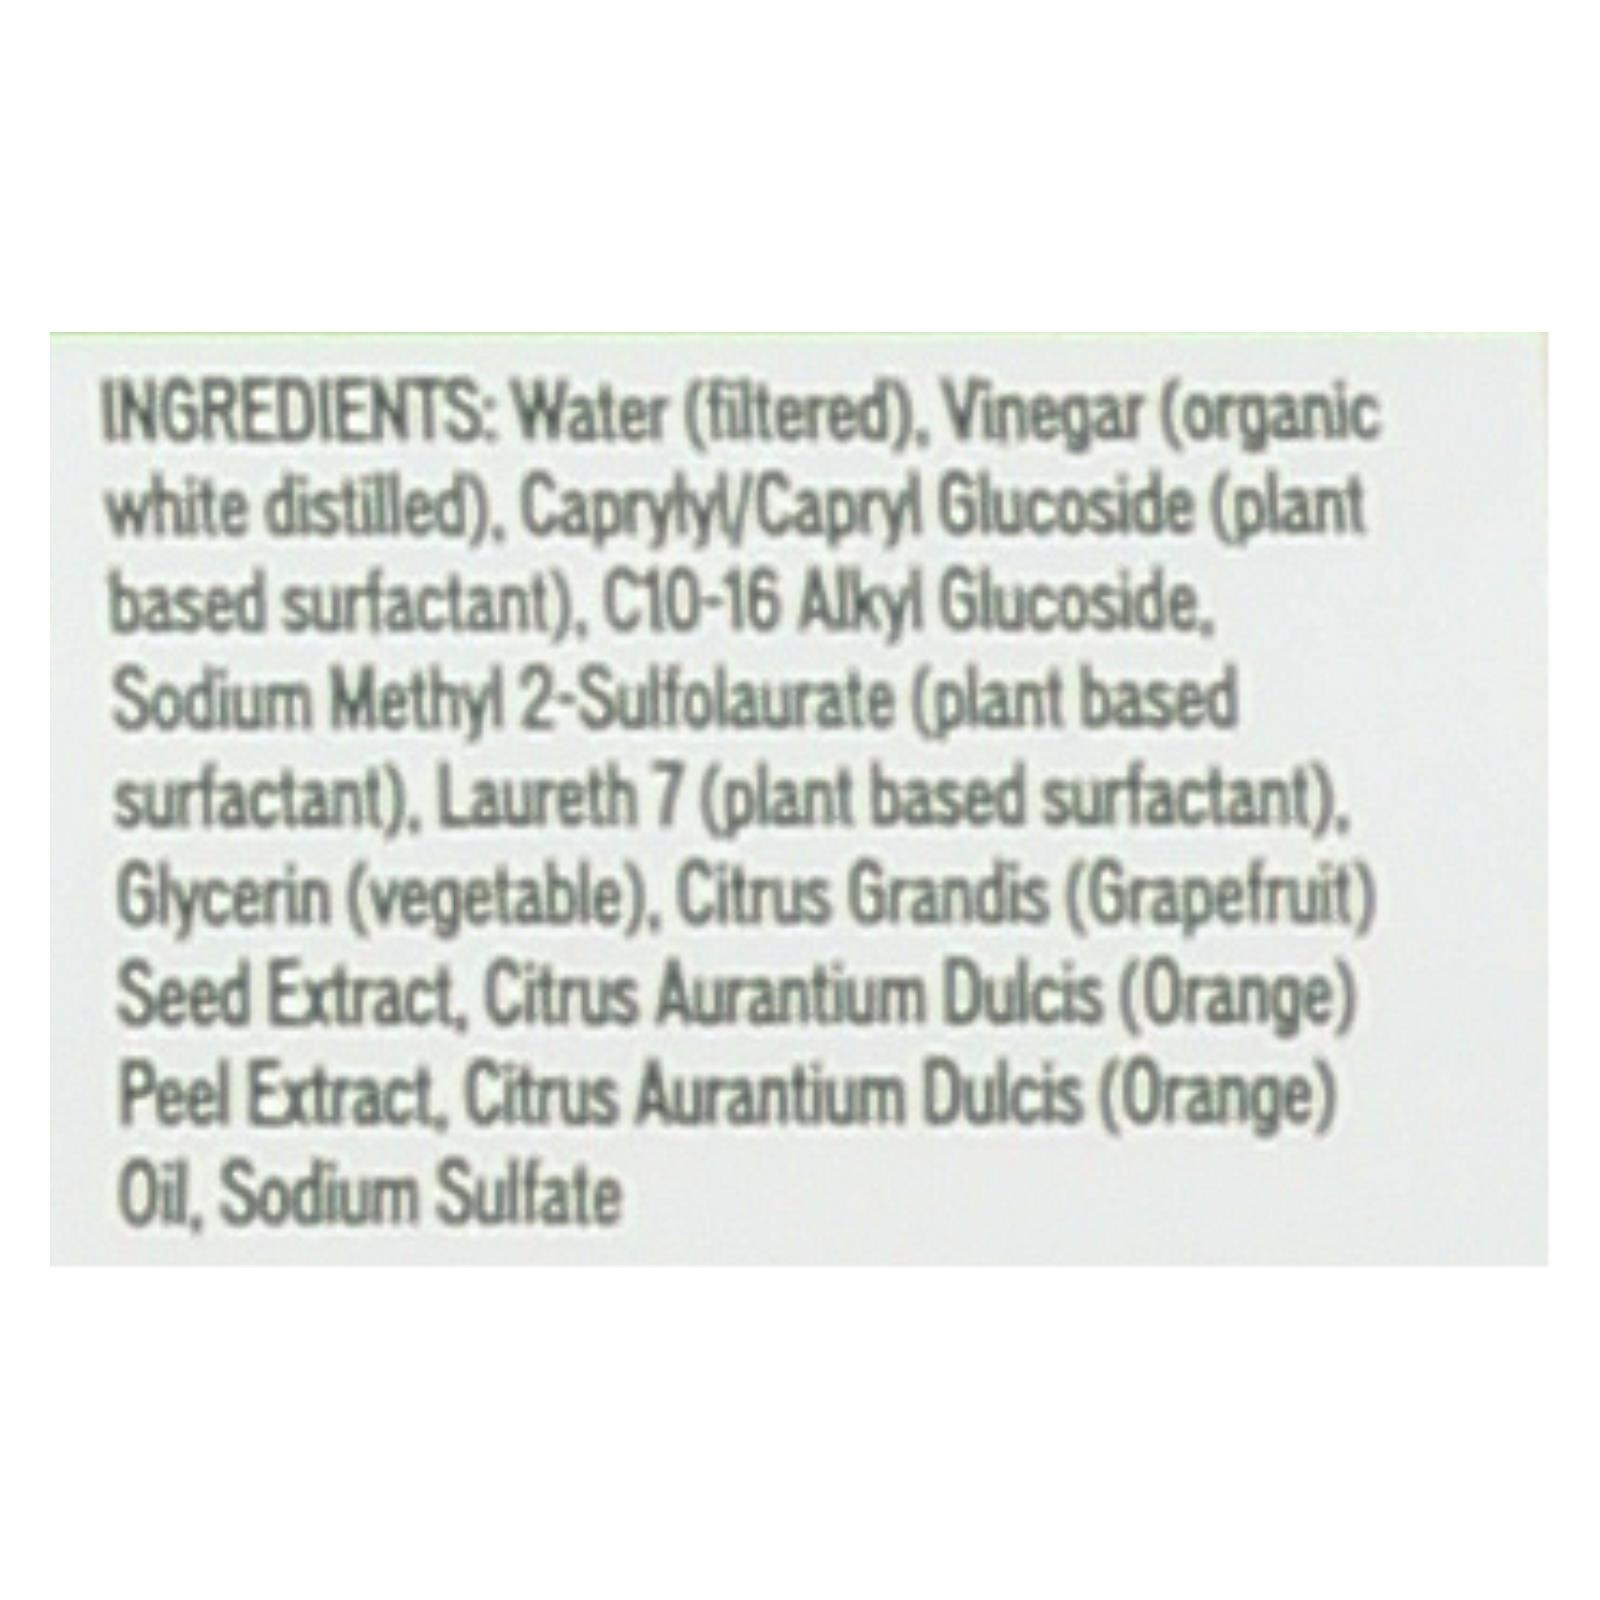 INGREDIENTS: Water (filtered), Vinegar (organic
white distilled), Caprylyl/Capryl Glucoside (plant
based surfactant), C10-16 Alkyl Glucoside,
Sodium Methyl 2-Sulfolaurate (plant based
surfactant), Laureth 7 (plant based surfactant),
Glycerin (vegetable), Citrus Grandis (Grapefruit)
Seed Extract, Citrus Aurantium Dulcis (Orange)
Peel Extract, Citrus Aurantium Dulcis (Orange)
Oil, Sodium Sulfate